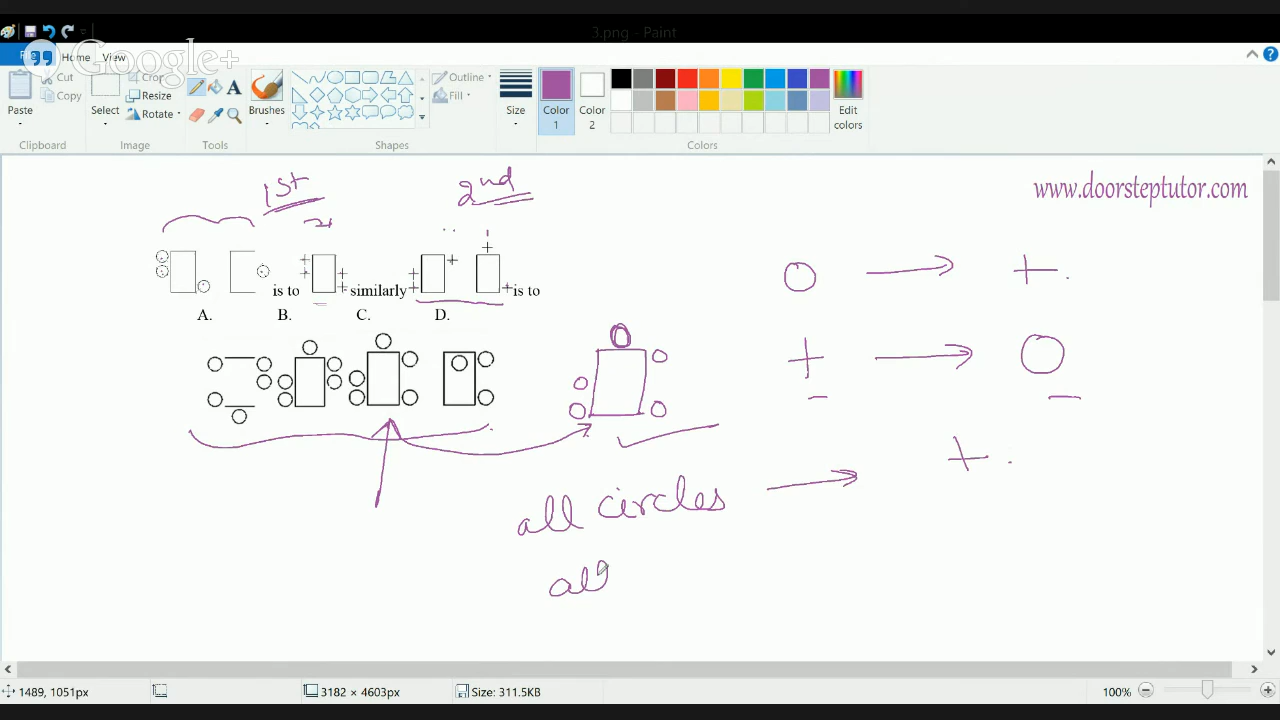 3.png - Paint
Google+
File Home View
Cut
Copy
Paste
Clipboard
Select
Crop
Resize
Rotate
Image
A
Tools
Brushes
Shapes
Outline
Fill
Size
Color 1
Color 2
Edit colors
Colors
www.doorsteptutor.com
1st
2nd
is to similarly is to
A. B. C. D.
all circles → +.
all
1489, 1051px
3182 × 4603px
Size: 311.5KB
100%